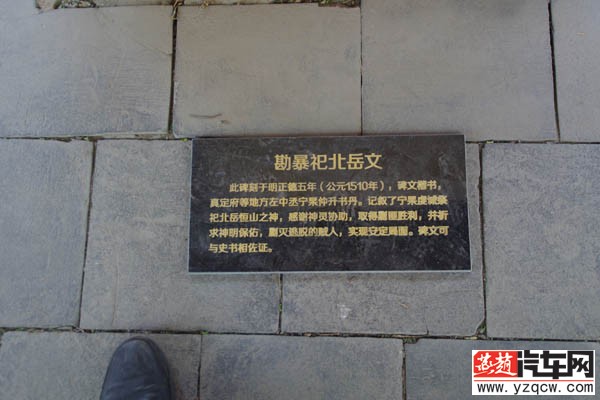 勘暴祀北岳文
此碑刻于明正德五年（公元1510年），碑文楷书，
真定府等地方左中丞宁杲仲升书丹。记叙了宁杲虔诚祭
祀北岳恒山之神，感谢神灵协助，取得剿匪胜利，并祈
求神明保佑，剿灭逃脱的贼人，实现安定局面。碑文可
与史书相佐证。
燕赵汽车网
www.yzqcw.com